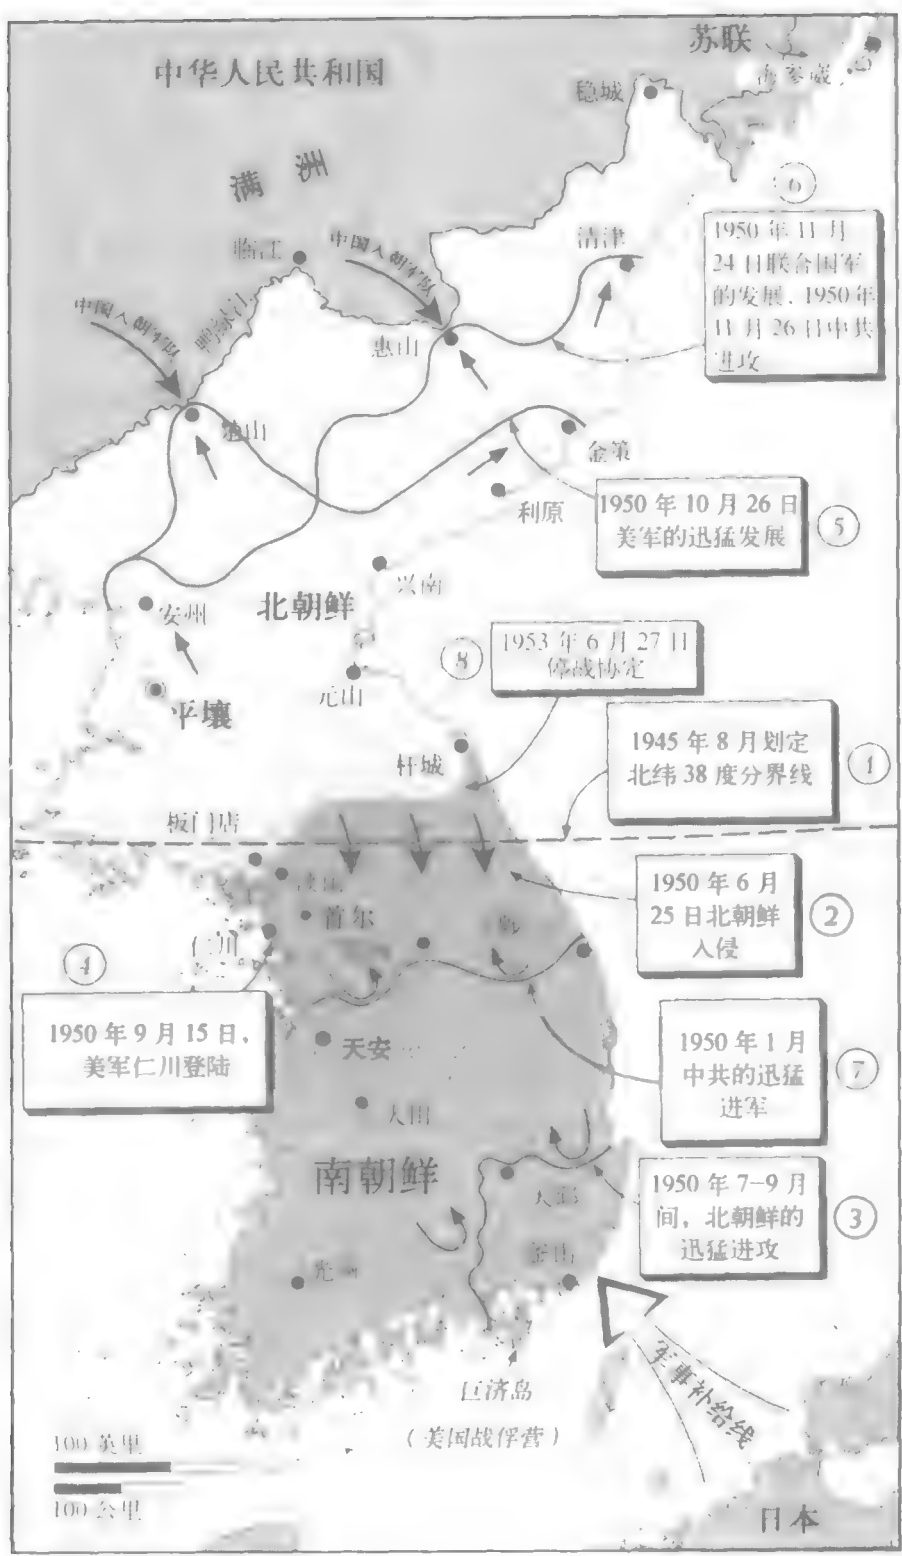 苏联
中华人民共和国
海参崴
稳城
满洲
⑥
1950年11月
24日联合国军
的发展，1950年
11月26日中共
进攻
临江
中国入朝军队
清津
中国入朝军队
鸭绿江
惠山
楚山
金策
利原
1950年10月26日
美军的迅猛发展
⑤
兴南
北朝鲜
安州
⑧
1953年6月27日
停战协定
元山
平壤
1945年8月划定
北纬38度分界线
①
杆城
板门店
1950年6月
25日北朝鲜
入侵
②
首尔
仁川
④
1950年9月15日，
美军仁川登陆
天安
1950年1月
中共的迅猛
进军
⑦
大田
南朝鲜
1950年7-9月
间，北朝鲜的
迅猛进攻
③
大邱
釜山
光州
军事补给线
巨济岛
（美国战俘营）
100英里
100公里
日本